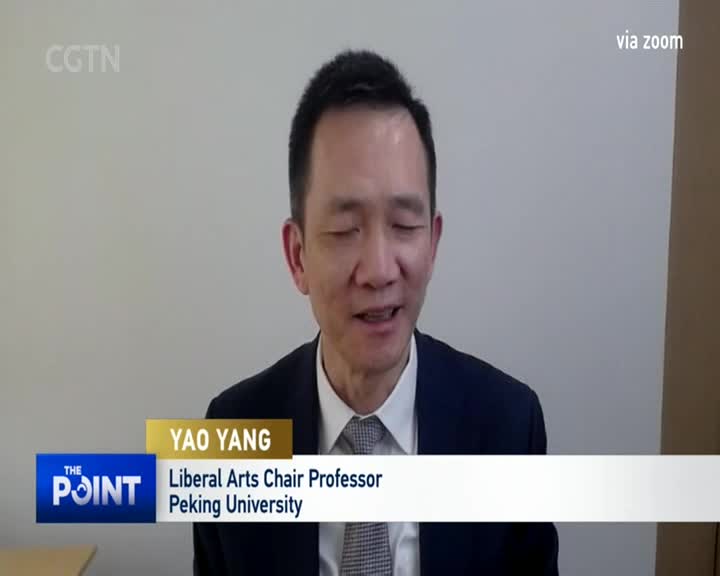 CGTN
via zoom
YAO YANG
THE
POINT
Liberal Arts Chair Professor
Peking University